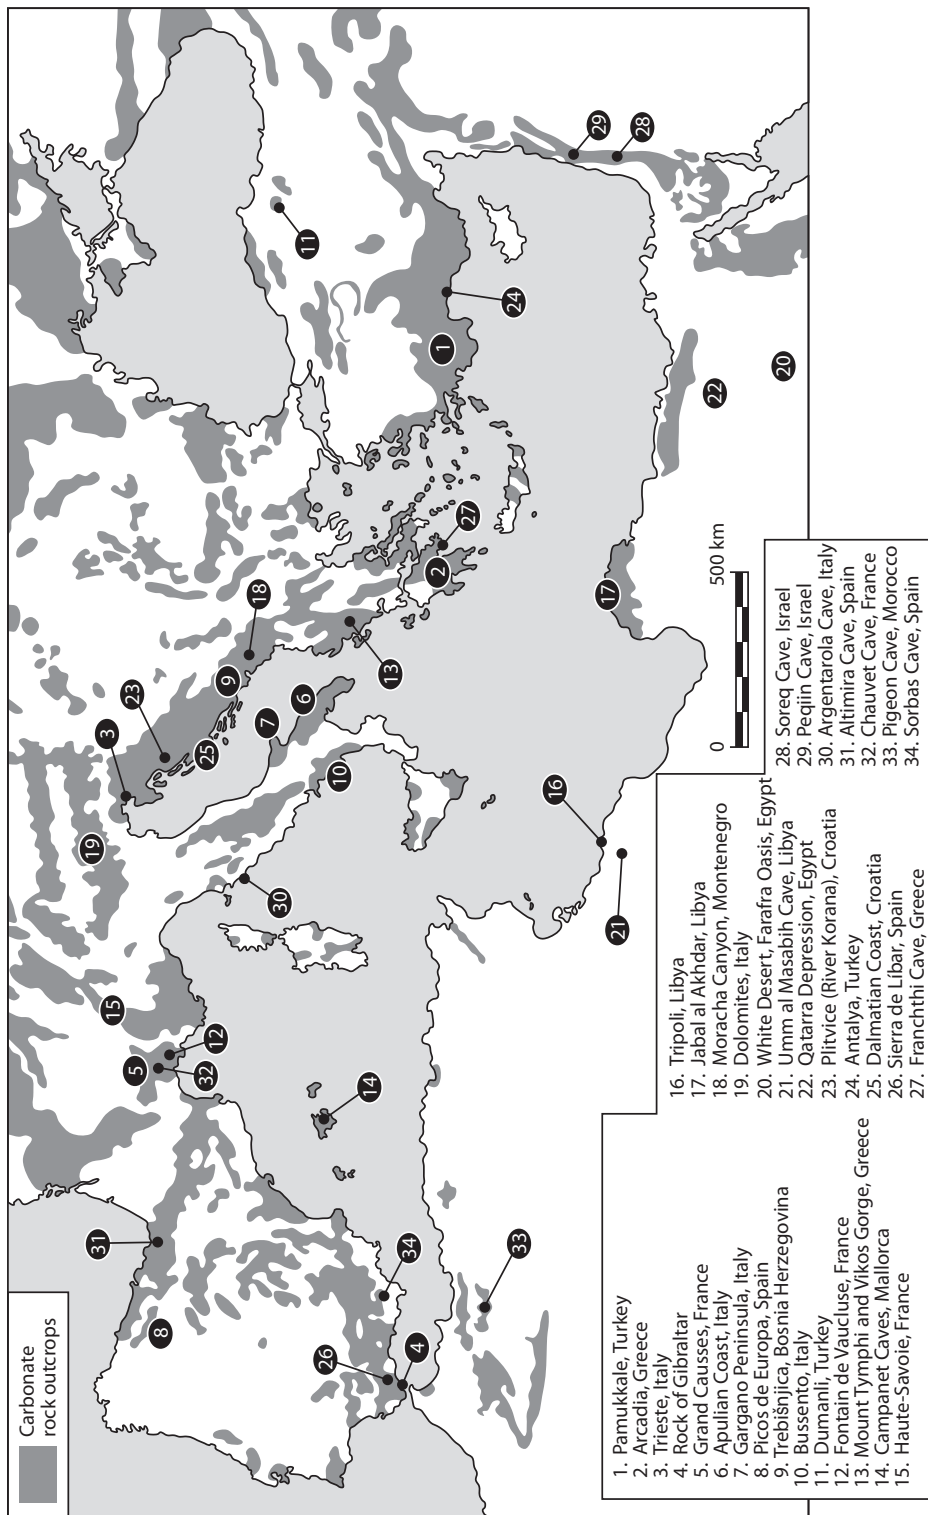 Carbonate
rock outcrops
19
31
3
15
23
5
8
25
32
12
9
18
30
7
6
11
26
10
14
13
34
4
2
1
27
24
33
16
29
17
21
28
22
20
0 500 km
1. Pamukkale, Turkey
2. Arcadia, Greece
3. Trieste, Italy
4. Rock of Gibraltar
5. Grand Causses, France
6. Apulian Coast, Italy
7. Gargano Peninsula, Italy
8. Picos de Europa, Spain
9. Trebišnjica, Bosnia Herzegovina
10. Bussento, Italy
11. Dumanli, Turkey
12. Fontain de Vaucluse, France
13. Mount Tymphi and Vikos Gorge, Greece
14. Campanet Caves, Mallorca
15. Haute-Savoie, France
16. Tripoli, Libya
17. Jabal al Akhdar, Libya
18. Moracha Canyon, Montenegro
19. Dolomites, Italy
20. White Desert, Farafra Oasis, Egypt
21. Umm al Masabih Cave, Libya
22. Qatarra Depression, Egypt
23. Plitvice (River Korana), Croatia
24. Antalya, Turkey
25. Dalmatian Coast, Croatia
26. Sierra de Libar, Spain
27. Franchthi Cave, Greece
28. Soreq Cave, Israel
29. Peqiin Cave, Israel
30. Argentarola Cave, Italy
31. Altimira Cave, Spain
32. Chauvet Cave, France
33. Pigeon Cave, Morocco
34. Sorbas Cave, Spain